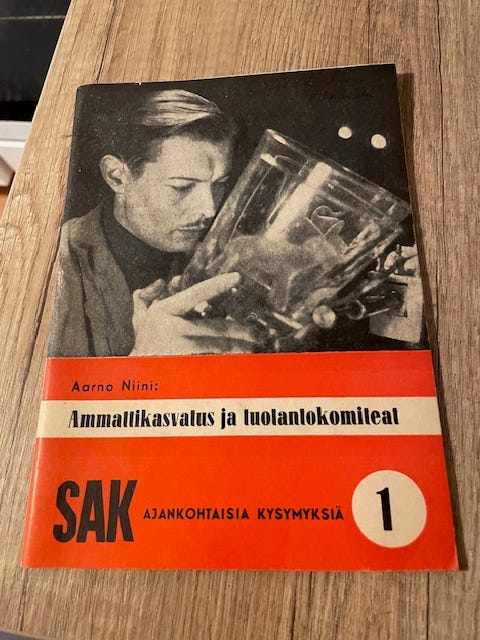 Aarno Niini:
Ammattikasvatus ja tuotantokomiteat
SAK AJANKOHTAISIA KYSYMYKSIÄ 1